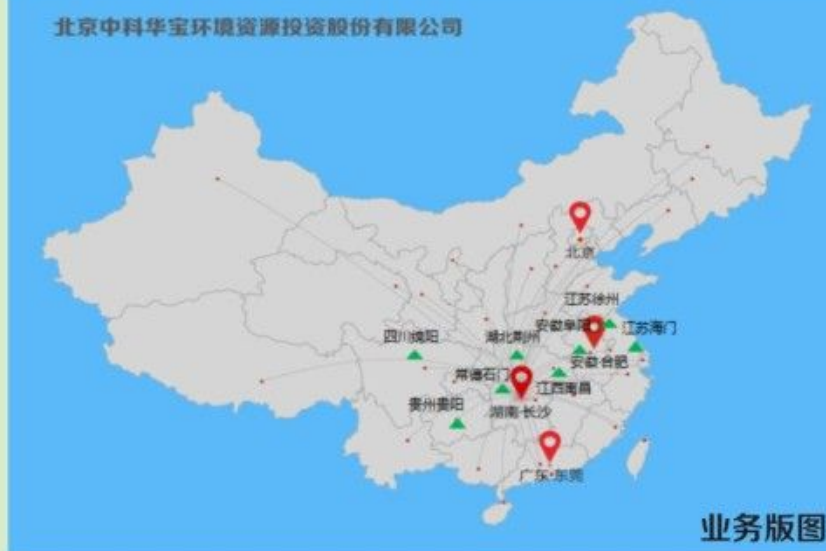 北京中科华宝环境资源投资股份有限公司
北京
江苏徐州
安徽阜阳
江苏海门
四川绵阳
湖北荆州
安徽·合肥
常德石门
江西南昌
贵州贵阳
湖南·长沙
广东·东莞
业务版图